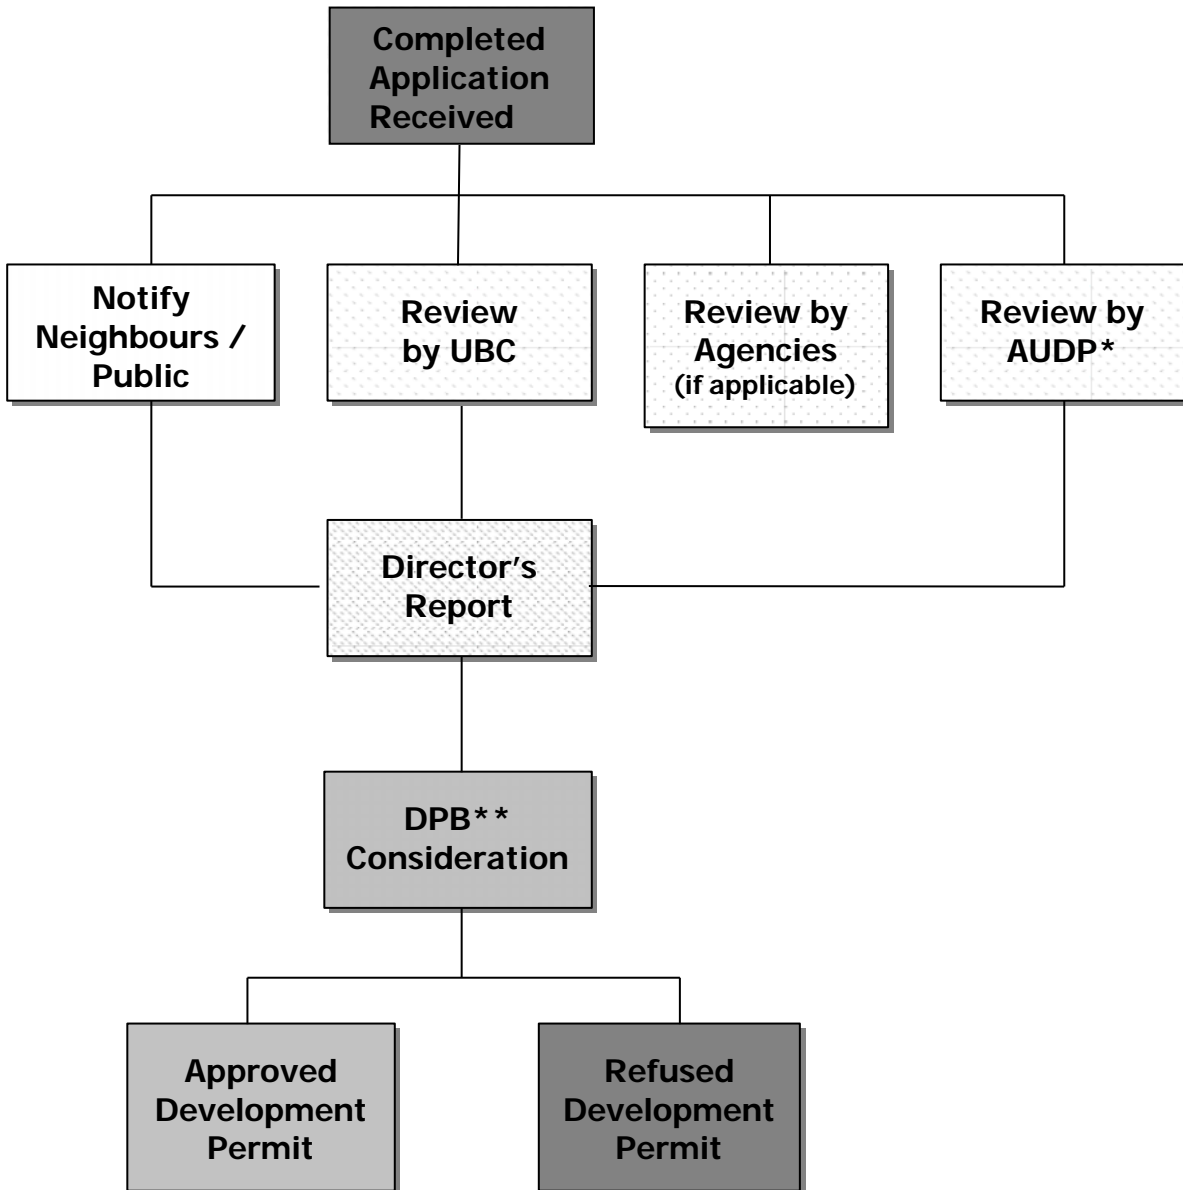 Completed
Application
Received
Notify
Neighbours /
Public
Review
by UBC
Review by
Agencies
(if applicable)
Review by
AUDP*
Director's
Report
DPB**
Consideration
Approved
Development
Permit
Refused
Development
Permit